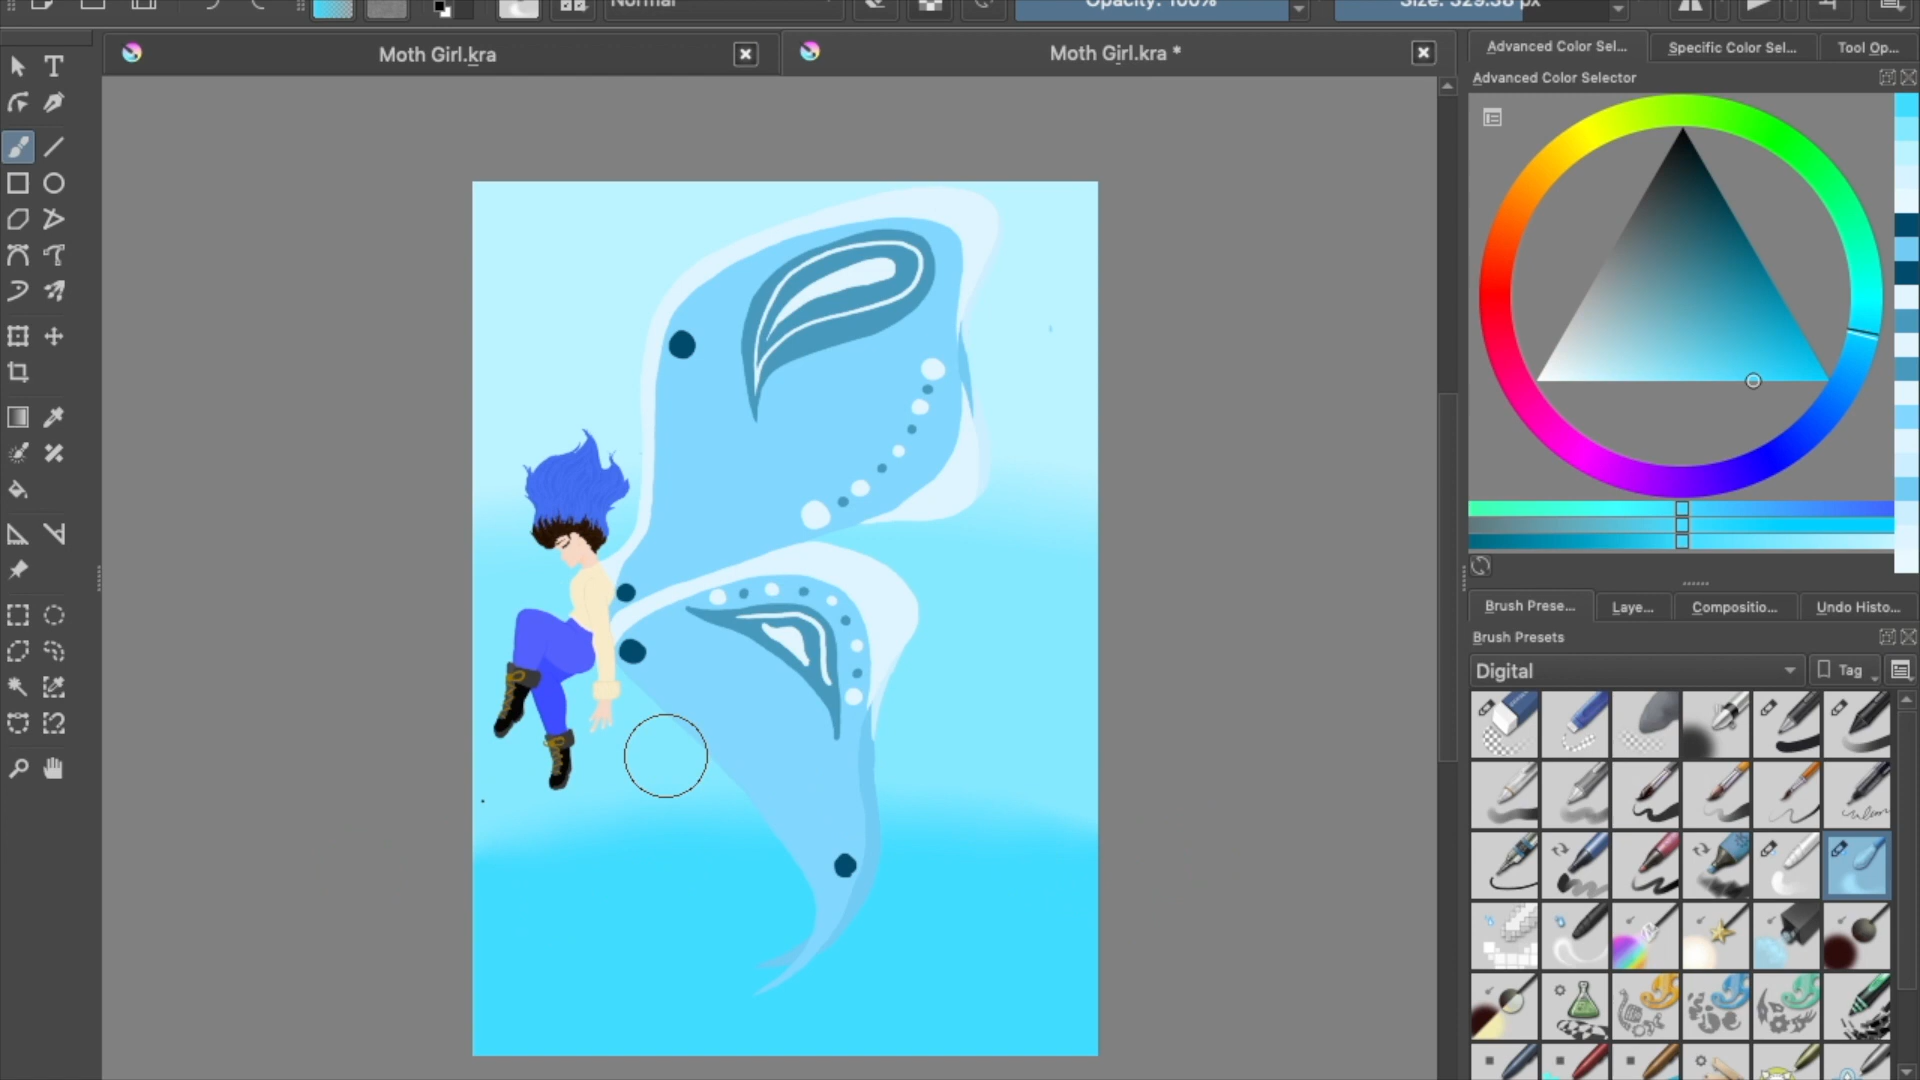 Normal
Opacity: 100%
Size: 329.38 px
Moth Girl.kra
Moth Girl.kra *
Advanced Color Sel...
Specific Color Sel...
Tool Op...
Advanced Color Selector
Brush Prese...
Laye...
Compositio...
Undo Histo...
Brush Presets
Digital
Tag
T